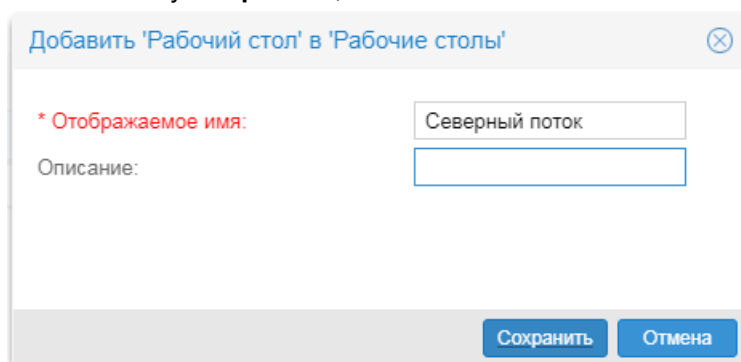 Добавить 'Рабочий стол' в 'Рабочие столы'
* Отображаемое имя: Северный поток
Описание:
Сохранить Отмена